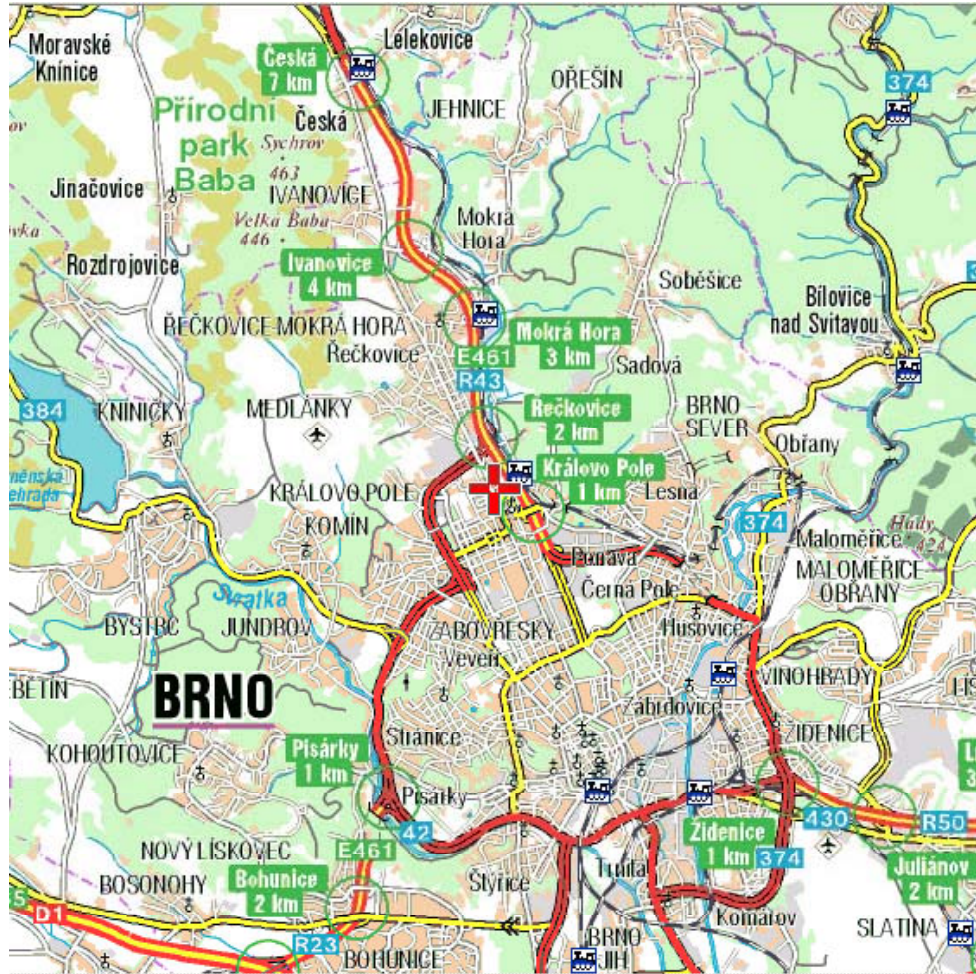 Moravské
Knínice
Česká
7 km
Lelekovice
OŘEŠÍN
374
JEHNICE
Přírodní
park
Baba
Česká
Sychrov
463
Jinačovice
IVANOVICE
Velka Baba
446
Mokrá
Hora
Rozdrojovice
Ivanovice
4 km
Soběšice
Bílovice
nad Svitavou
ŘEČKOVICE-MOKRÁ HORA
Řečkovice
Mokrá Hora
3 km
E461
R43
Sadová
384
KNÍNIČKY
MEDLÁNKY
Řečkovice
2 km
BRNO
SEVER
Obřany
KRÁLOVO POLE
Královo Pole
1 km
Lesná
KOMÍN
374
Maloměřice
Hády
424
Ponava
MALOMĚŘICE
OBŘANY
Svratka
Černá Pole
BYSTRC
JUNDROV
ŽABOVŘESKY
Husovice
Veveří
BRNO
VINOHRADY
Zábrdovice
KOHOUTOVICE
Pisárky
1 km
Stránice
ŽIDENICE
Pisárky
42
E461
Židenice
1 km
430
R50
374
NOVÝ LÍSKOVEC
BOSONOHY
Bohunice
2 km
Štýřice
Trnitá
Juliánov
2 km
D1
Komárov
SLATINA
R23
BOHUNICE
BRNO
JIH